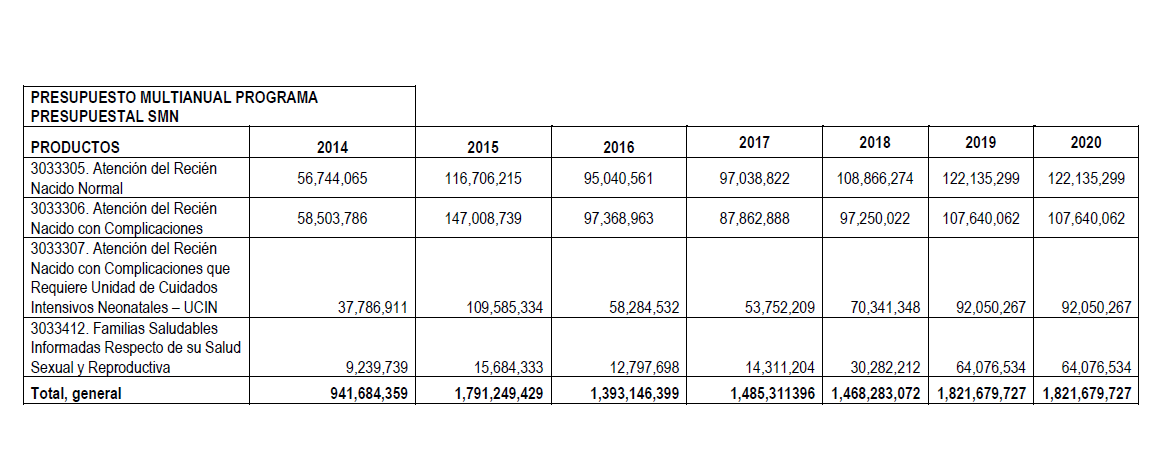 PRESUPUESTO MULTIANUAL PROGRAMA
PRESUPUESTAL SMN
PRODUCTOS 2014 2015 2016 2017 2018 2019 2020
3033305. Atención del Recién
Nacido Normal 56,744,065 116,706,215 95,040,561 97,038,822 108,866,274 122,135,299 122,135,299
3033306. Atención del Recién
Nacido con Complicaciones 58,503,786 147,008,739 97,368,963 87,862,888 97,250,022 107,640,062 107,640,062
3033307. Atención del Recién
Nacido con Complicaciones que
Requiere Unidad de Cuidados
Intensivos Neonatales – UCIN 37,786,911 109,585,334 58,284,532 53,752,209 70,341,348 92,050,267 92,050,267
3033412. Familias Saludables
Informadas Respecto de su Salud
Sexual y Reproductiva 9,239,739 15,684,333 12,797,698 14,311,204 30,282,212 64,076,534 64,076,534
Total, general 941,684,359 1,791,249,429 1,393,146,399 1,485,311396 1,468,283,072 1,821,679,727 1,821,679,727